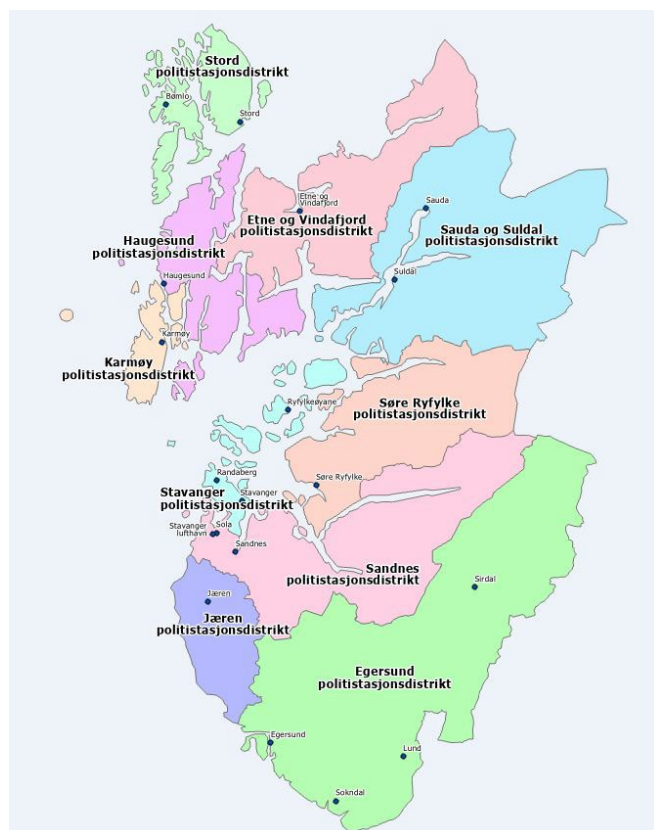 Stord
politistasjonsdistrikt
Bømlo
Stord
Etne og
Vindafjord
Etne og Vindafjord
politistasjonsdistrikt
Sauda
Sauda og Suldal
politistasjonsdistrikt
Haugesund
politistasjonsdistrikt
Haugesund
Suldal
Karmøy
Karmøy
politistasjonsdistrikt
Ryfylkeøyane
Søre Ryfylke
politistasjonsdistrikt
Randaberg
Søre Ryfylke
Stavanger
Stavanger
politistasjonsdistrikt
Stavanger
lufthavn
Sola
Sandnes
Sandnes
politistasjonsdistrikt
Sirdal
Jæren
Jæren
politistasjonsdistrikt
Egersund
politistasjonsdistrikt
Egersund
Lund
Sokndal